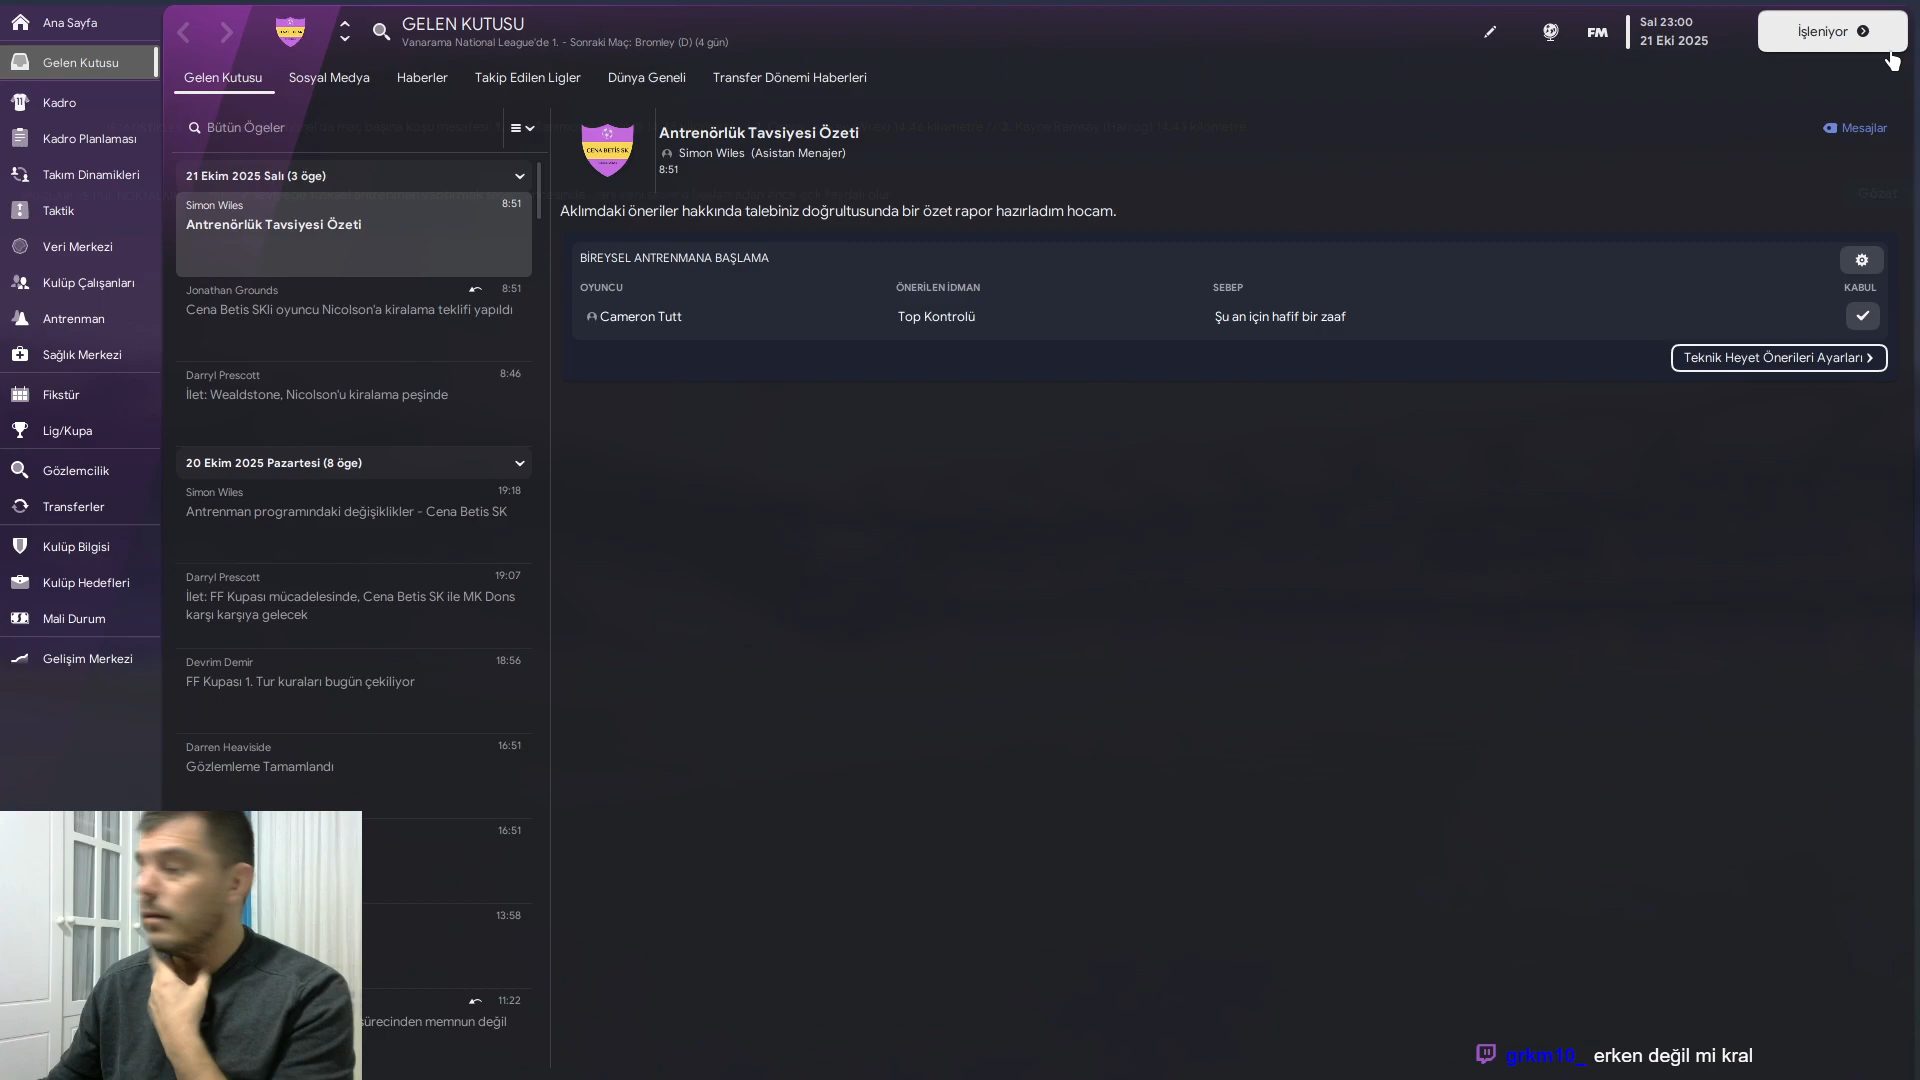 Ana Sayfa
Gelen Kutusu
Kadro
Kadro Planlaması
Takım Dinamikleri
Taktik
Veri Merkezi
Kulüp Çalışanları
Antrenman
Sağlık Merkezi
Fikstür
Lig/Kupa
Gözlemcilik
Transferler
Kulüp Bilgisi
Kulüp Hedefleri
Mali Durum
Gelişim Merkezi
GELEN KUTUSU
Vanarama National League'de 1. - Sonraki Maç: Bromley (D) (4 gün)
FM
Sal 23:00
21 Eki 2025
İşleniyor
Gelen Kutusu
Sosyal Medya
Haberler
Takip Edilen Ligler
Dünya Geneli
Transfer Dönemi Haberleri
Bütün Ögeler
21 Ekim 2025 Salı (3 öge)
Simon Wiles 8:51
Antrenörlük Tavsiyesi Özeti
Jonathan Grounds 8:51
Cena Betis SKli oyuncu Nicolson'a kiralama teklifi yapıldı
Darryl Prescott 8:46
İlet: Wealdstone, Nicolson'u kiralama peşinde
20 Ekim 2025 Pazartesi (8 öge)
Simon Wiles 19:18
Antrenman programındaki değişiklikler - Cena Betis SK
Darryl Prescott 19:07
İlet: FF Kupası mücadelesinde, Cena Betis SK ile MK Dons
karşı karşıya gelecek
Devrim Demir 18:56
FF Kupası 1. Tur kuraları bugün çekiliyor
Darren Heaviside 16:51
Gözlemleme Tamamlandı
16:51
13:58
11:22
sürecinden memnun değil
CENA BETİS SK
Antrenörlük Tavsiyesi Özeti
Simon Wiles (Asistan Menajer)
8:51
Mesajlar
Aklımdaki öneriler hakkında talebiniz doğrultusunda bir özet rapor hazırladım hocam.
BİREYSEL ANTRENMANA BAŞLAMA
OYUNCU ÖNERİLEN İDMAN SEBEP KABUL
Cameron Tutt Top Kontrolü Şu an için hafif bir zaaf
Teknik Heyet Önerileri Ayarları
grkm10_ erken değil mi kral